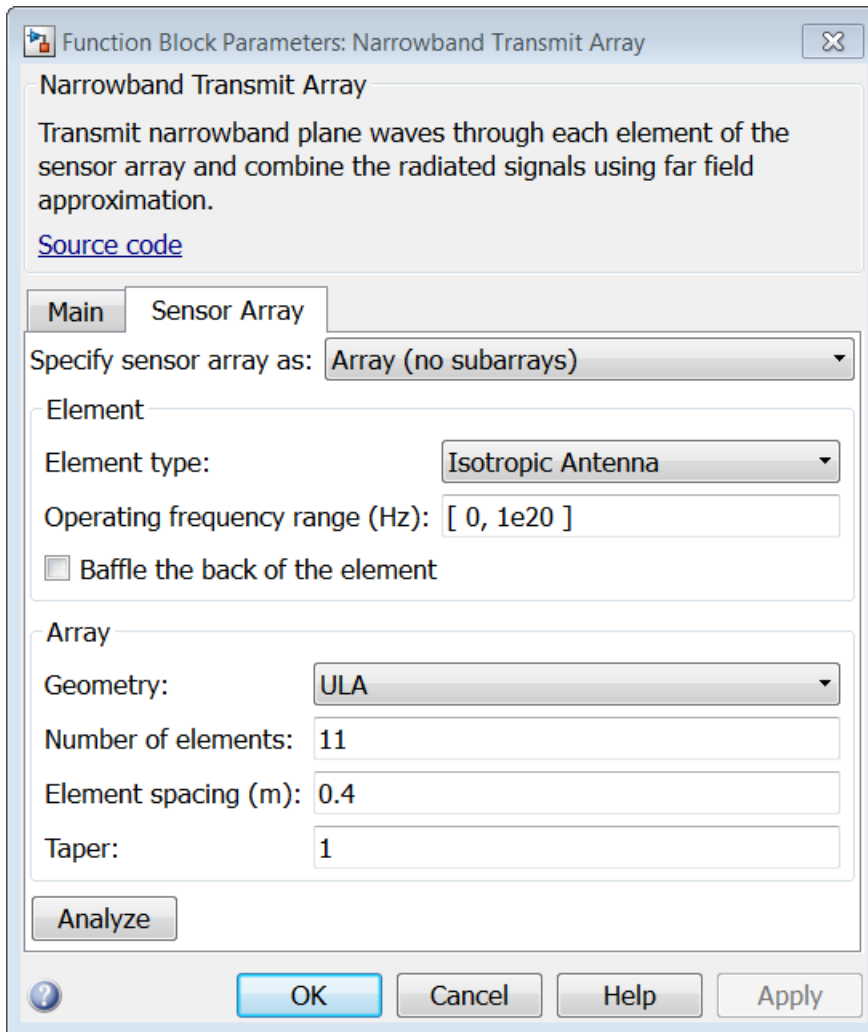 Function Block Parameters: Narrowband Transmit Array
Narrowband Transmit Array
Transmit narrowband plane waves through each element of the
sensor array and combine the radiated signals using far field
approximation.
Source code
Main Sensor Array
Specify sensor array as: Array (no subarrays)
Element
Element type: Isotropic Antenna
Operating frequency range (Hz): [ 0, 1e20 ]
Baffle the back of the element
Array
Geometry: ULA
Number of elements: 11
Element spacing (m): 0.4
Taper: 1
Analyze
? OK Cancel Help Apply